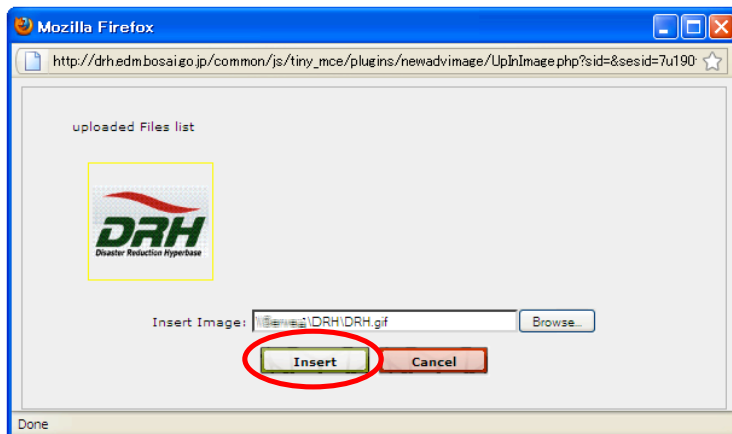 Mozilla Firefox
http://drh.edm.bosai.go.jp/common/js/tiny_mce/plugins/newadvimage/UpInImage.php?sid=&sesid=7u190
uploaded Files list
DRH
Disaster Reduction Hyperbase
Insert Image: \DRH\DRH.gif Browse...
Insert Cancel
Done